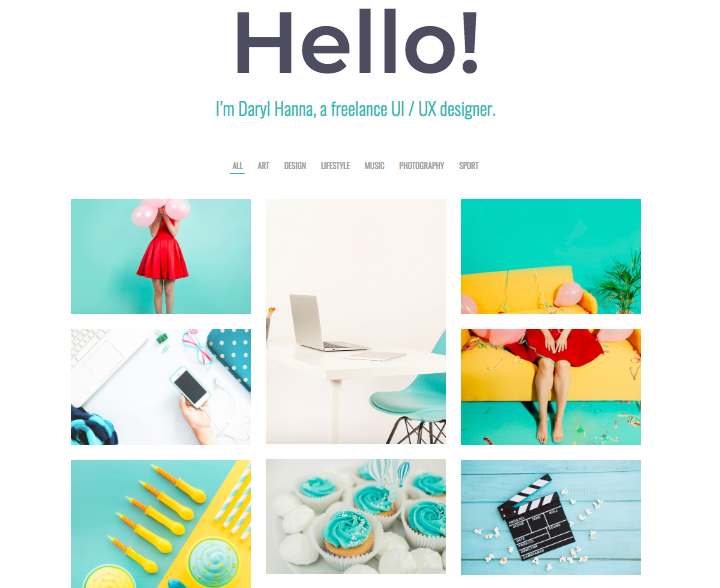 Hello!
I'm Daryl Hanna, a freelance UI / UX designer.
ALL ART DESIGN LIFESTYLE MUSIC PHOTOGRAPHY SPORT